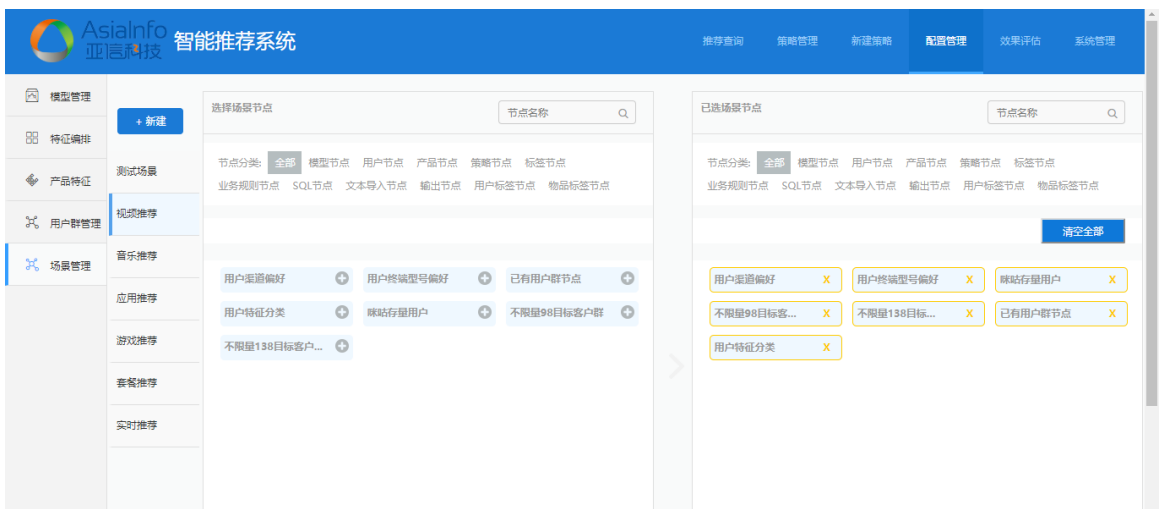 AsiaInfo
亚信科技
智能推荐系统
推荐查询 策略管理 新建策略 配置管理 效果评估 系统管理
模型管理
特征编排
产品特征
用户群管理
场景管理
+ 新建
测试场景
视频推荐
音乐推荐
应用推荐
游戏推荐
套餐推荐
实时推荐
选择场景节点
节点名称
节点分类: 全部 模型节点 用户节点 产品节点 策略节点 标签节点
业务规则节点 SQL节点 文本导入节点 输出节点 用户标签节点 物品标签节点
用户渠道偏好 用户终端型号偏好 已有用户群节点
用户特征分类 咪咕存量用户 不限量98目标客户群
不限量138目标客户...
已选场景节点
节点名称
节点分类: 全部 模型节点 用户节点 产品节点 策略节点 标签节点
业务规则节点 SQL节点 文本导入节点 输出节点 用户标签节点 物品标签节点
清空全部
用户渠道偏好 X 用户终端型号偏好 X 咪咕存量用户 X
不限量98目标客... X 不限量138目标... X 已有用户群节点 X
用户特征分类 X